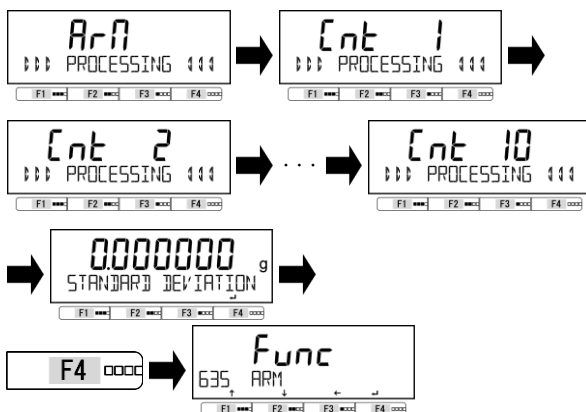 Arm
PROCESSING
F1 F2 F3 F4
Cnt 1
PROCESSING
F1 F2 F3 F4
Cnt 2
PROCESSING
F1 F2 F3 F4
...
Cnt 10
PROCESSING
F1 F2 F3 F4
0.000000 g
STANDARD DEVIATION
F1 F2 F3 F4
F4
Func
635 ARM
F1 F2 F3 F4